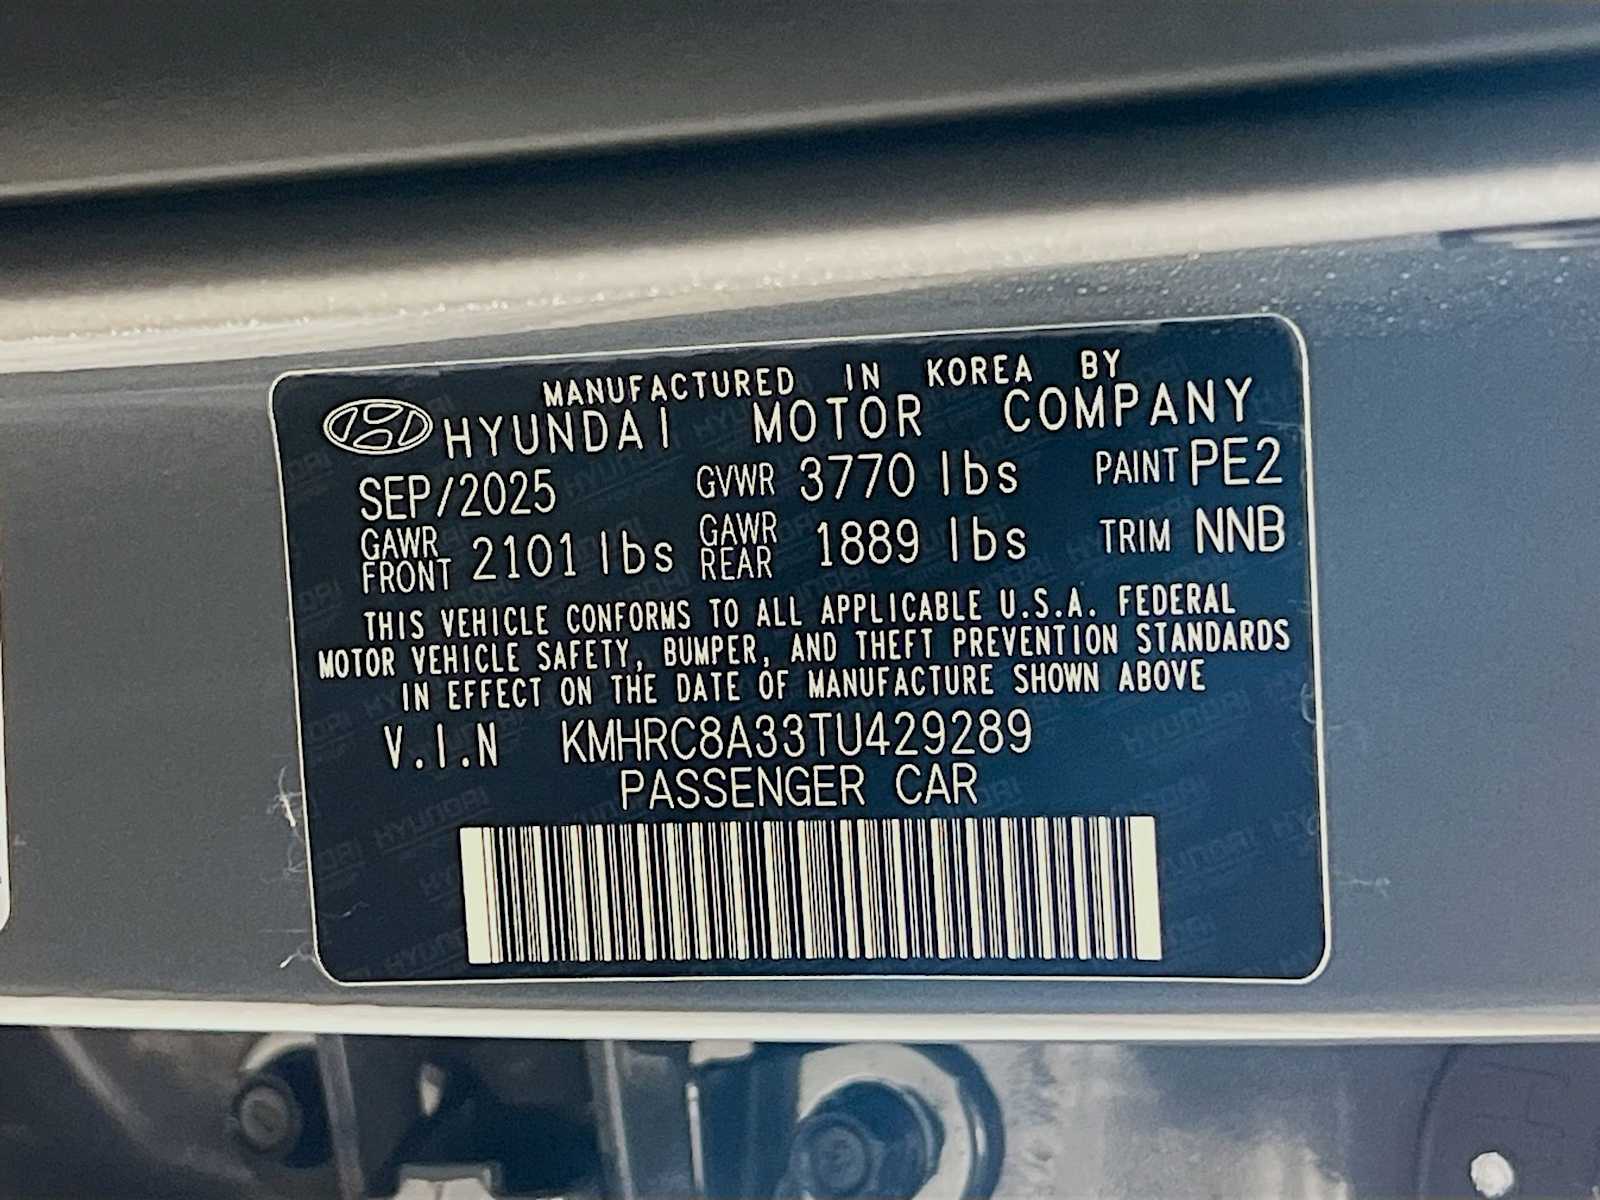 MANUFACTURED IN KOREA BY
HYUNDAI MOTOR COMPANY
SEP/2025 GVWR 3770 lbs PAINT PE2
GAWR FRONT 2101 lbs GAWR REAR 1889 lbs TRIM NNB
THIS VEHICLE CONFORMS TO ALL APPLICABLE U.S.A. FEDERAL
MOTOR VEHICLE SAFETY, BUMPER, AND THEFT PREVENTION STANDARDS
IN EFFECT ON THE DATE OF MANUFACTURE SHOWN ABOVE
V.I.N KMHRC8A33TU429289
PASSENGER CAR